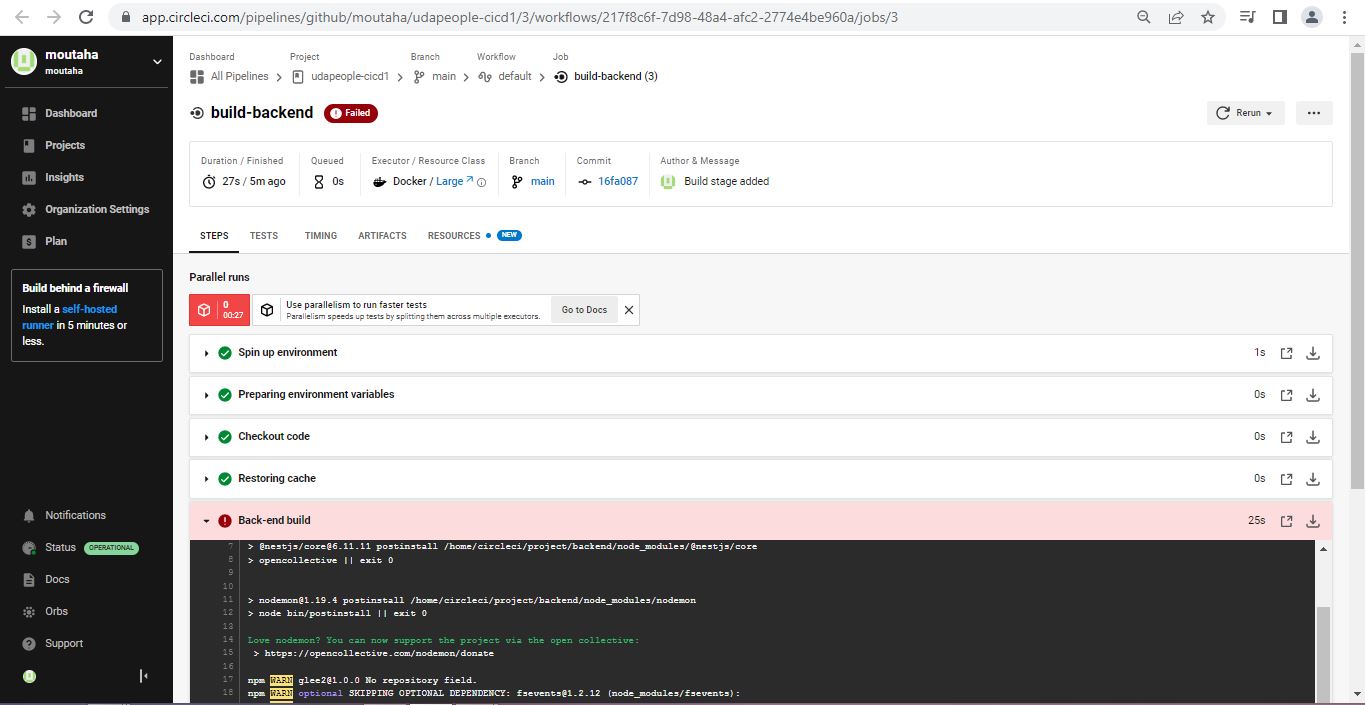 app.circleci.com/pipelines/github/moutaha/udapeople-cicd1/3/workflows/217f8c6f-7d98-48a4-afc2-2774e4be960a/jobs/3
moutaha
moutaha
Dashboard
Projects
Insights
Organization Settings
Plan
Build behind a firewall
Install a self-hosted
runner in 5 minutes or
less.
Notifications
Status OPERATIONAL
Docs
Orbs
Support
Dashboard Project Branch Workflow Job
All Pipelines udapeople-cicd1 main default build-backend (3)
build-backend Failed
Rerun
Duration / Finished Queued Executor / Resource Class Branch Commit Author & Message
27s / 5m ago 0s Docker / Large main 16fa087 Build stage added
STEPS TESTS TIMING ARTIFACTS RESOURCES NEW
Parallel runs
0
00:27
Use parallelism to run faster tests
Parallelism speeds up tests by splitting them across multiple executors.
Go to Docs
Spin up environment 1s
Preparing environment variables 0s
Checkout code 0s
Restoring cache 0s
Back-end build 25s
7 > @nestjs/core@6.11.11 postinstall /home/circleci/project/backend/node_modules/@nestjs/core
8 > opencollective || exit 0
9
10
11 > nodemon@1.19.4 postinstall /home/circleci/project/backend/node_modules/nodemon
12 > node bin/postinstall || exit 0
13
14 Love nodemon? You can now support the project via the open collective:
15 > https://opencollective.com/nodemon/donate
16
17 npm WARN glee2@1.0.0 No repository field.
18 npm WARN optional SKIPPING OPTIONAL DEPENDENCY: fsevents@1.2.12 (node_modules/fsevents):